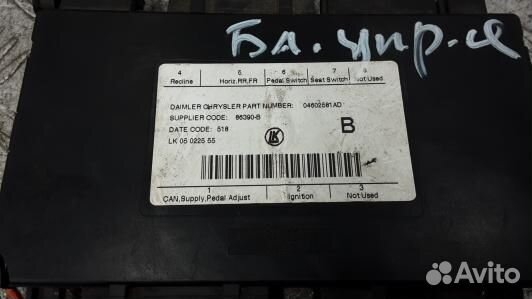 Бл. упр-я
4 5 6 7 8
Recline Horiz,RR,FR Pedal Switch Seat Switch Not Used
DAIMLER CHRYSLER PART NUMBER: 04602581AD
SUPPLIER CODE: 86390-B
DATE CODE: 518
LK 05 0225 55
LK
B
1 2 3
CAN,Supply,Pedal Adjust Ignition Not Used
Avito